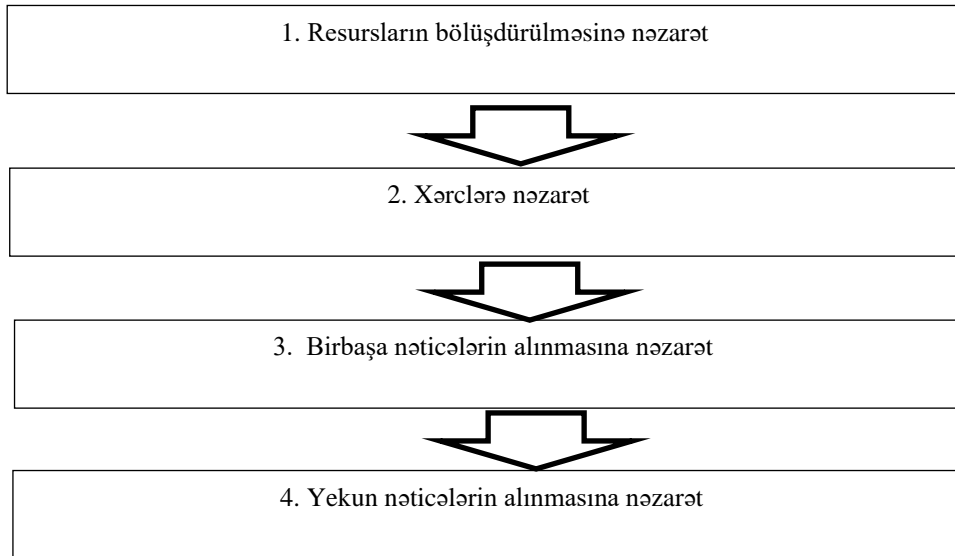 1. Resursların bölüşdürülməsinə nəzarət
2. Xərclərə nəzarət
3. Birbaşa nəticələrin alınmasına nəzarət
4. Yekun nəticələrin alınmasına nəzarət